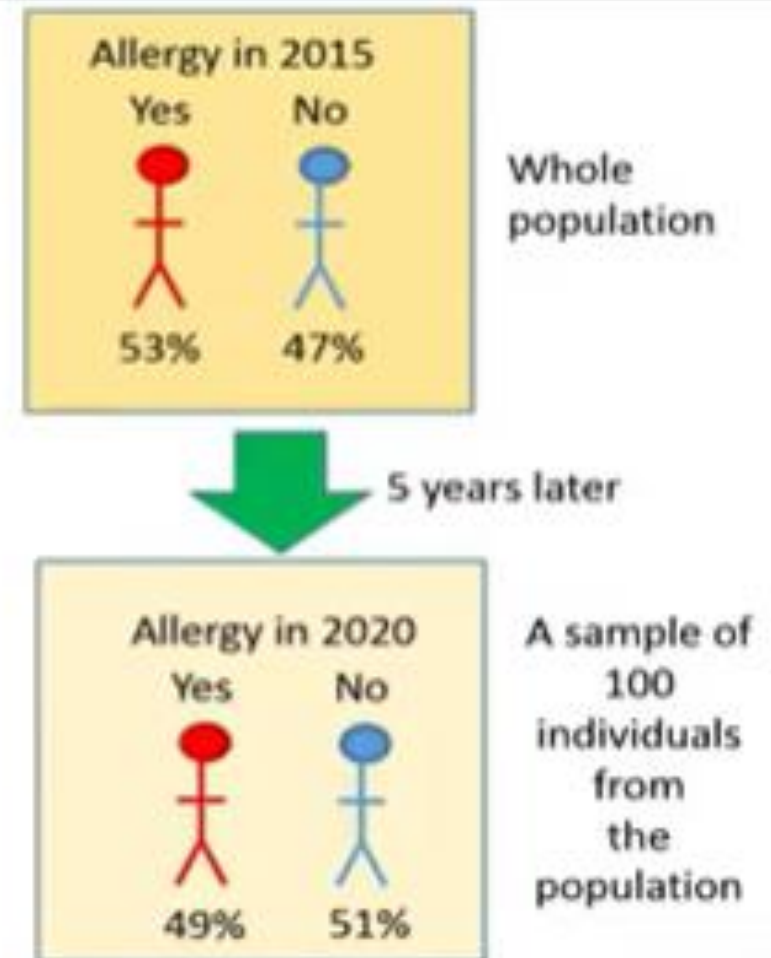 Allergy in 2015
Yes No
53% 47%
Whole
population
5 years later
Allergy in 2020
Yes No
49% 51%
A sample of
100
individuals
from
the
population